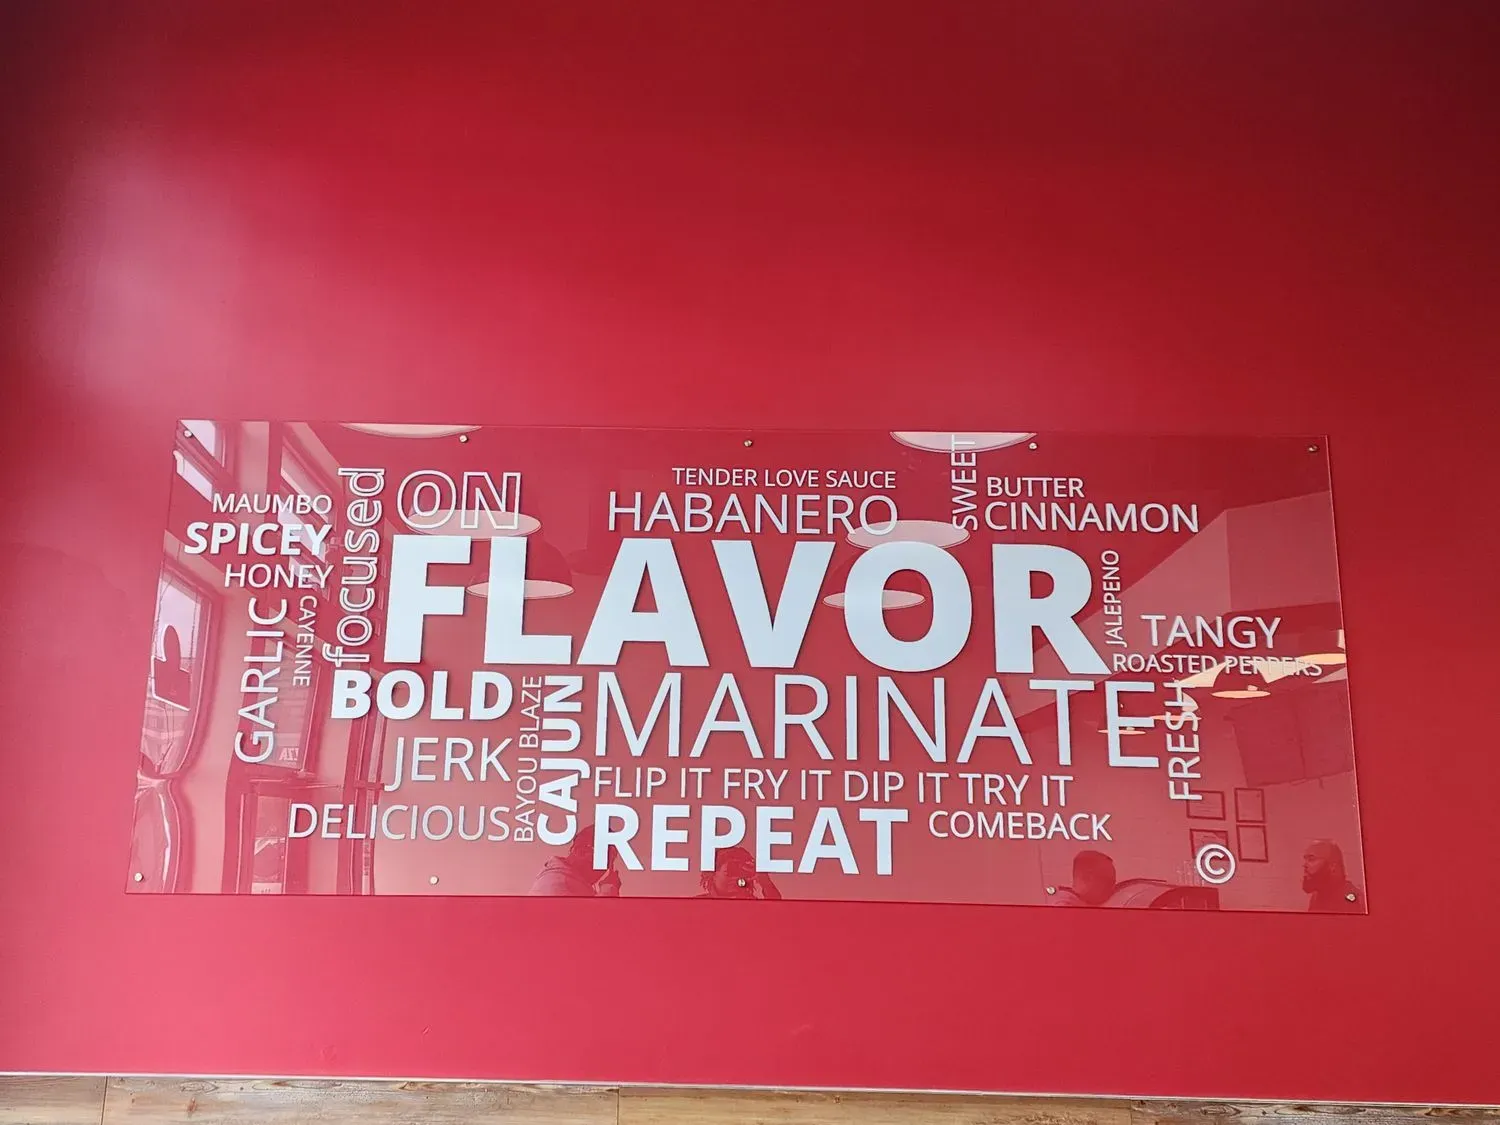 MAUMBO
SPICEY
HONEY
GARLIC
CAYENNE
focused
ON
TENDER LOVE SAUCE
HABANERO
SWEET
BUTTER
CINNAMON
FLAVOR
JALEPENO
TANGY
ROASTED PEPPERS
BOLD
JERK
DELICIOUS
BAYOU BLAZE
CAJUN
MARINATE
FRESH
FLIP IT FRY IT DIP IT TRY IT
REPEAT
COMEBACK
©